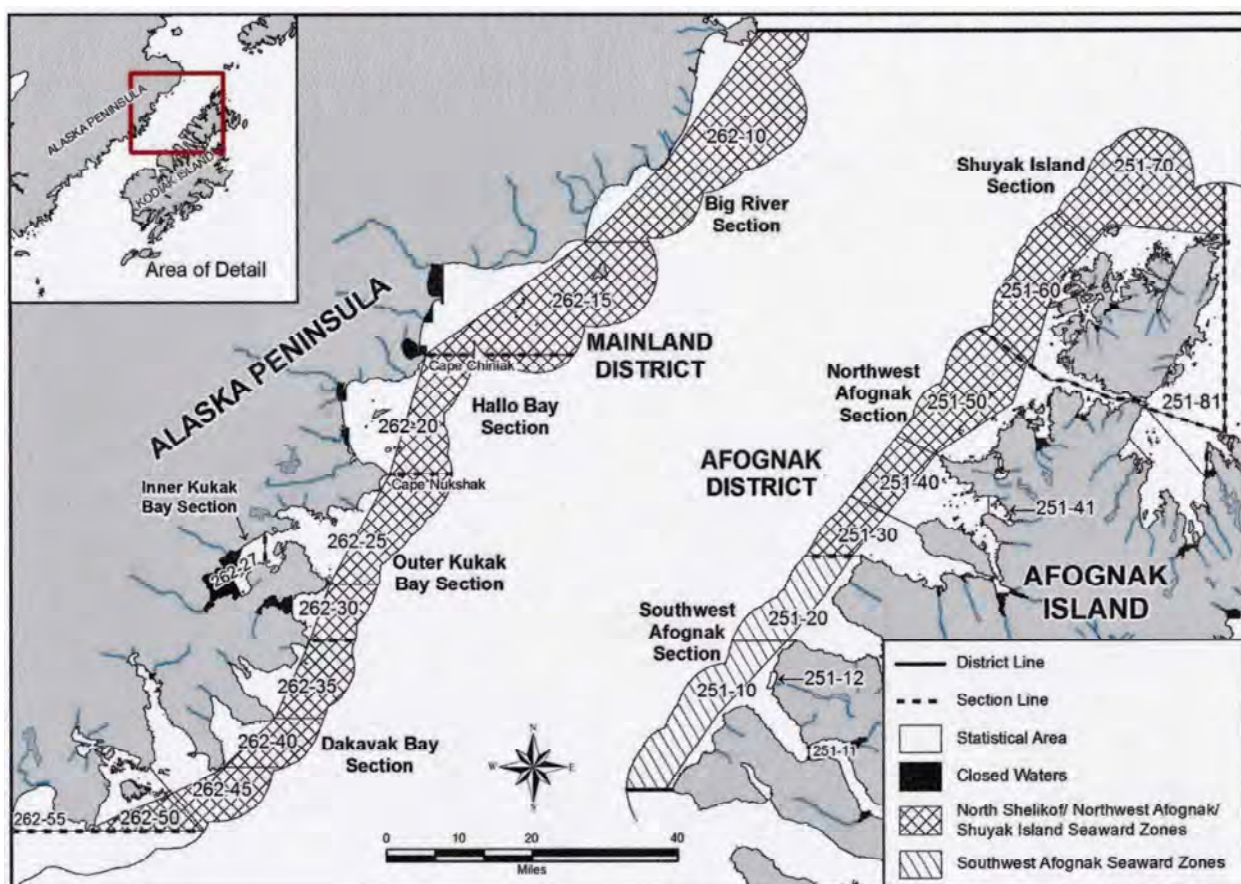 ALASKA PENINSULA
KODIAK ISLAND
Area of Detail
262-10
Big River
Section
262-15
MAINLAND
DISTRICT
Cape Chiniak
Hallo Bay
Section
262-20
Cape Nukshak
ALASKA PENINSULA
Inner Kukak
Bay Section
262-27
262-25
Outer Kukak
Bay Section
262-30
262-35
262-40
Dakavak Bay
Section
262-45
262-50
262-55
Shuyak Island
Section
251-70
251-60
Northwest
Afognak
Section
251-50
251-81
AFOGNAK
DISTRICT
251-40
251-41
251-30
AFOGNAK
ISLAND
Southwest
Afognak
Section
251-20
251-10
251-12
251-11
N
W
E
0
10
20
40
Miles
District Line
Section Line
Statistical Area
Closed Waters
North Shelikof/ Northwest Afognak/
Shuyak Island Seaward Zones
Southwest Afognak Seaward Zones